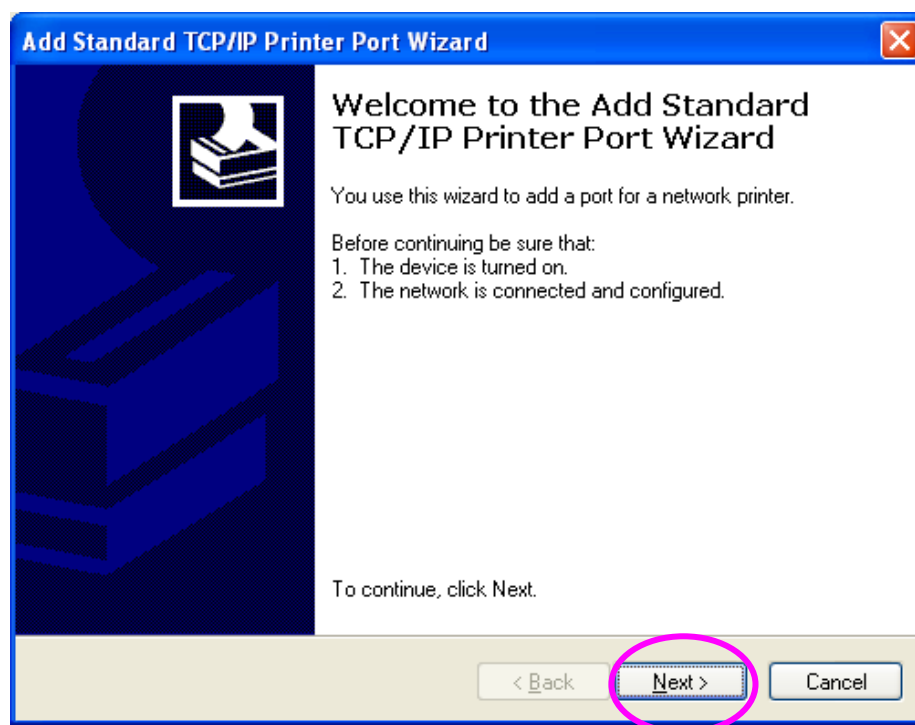 Add Standard TCP/IP Printer Port Wizard
Welcome to the Add Standard
TCP/IP Printer Port Wizard
You use this wizard to add a port for a network printer.
Before continuing be sure that:
1. The device is turned on.
2. The network is connected and configured.
To continue, click Next.
< Back Next > Cancel